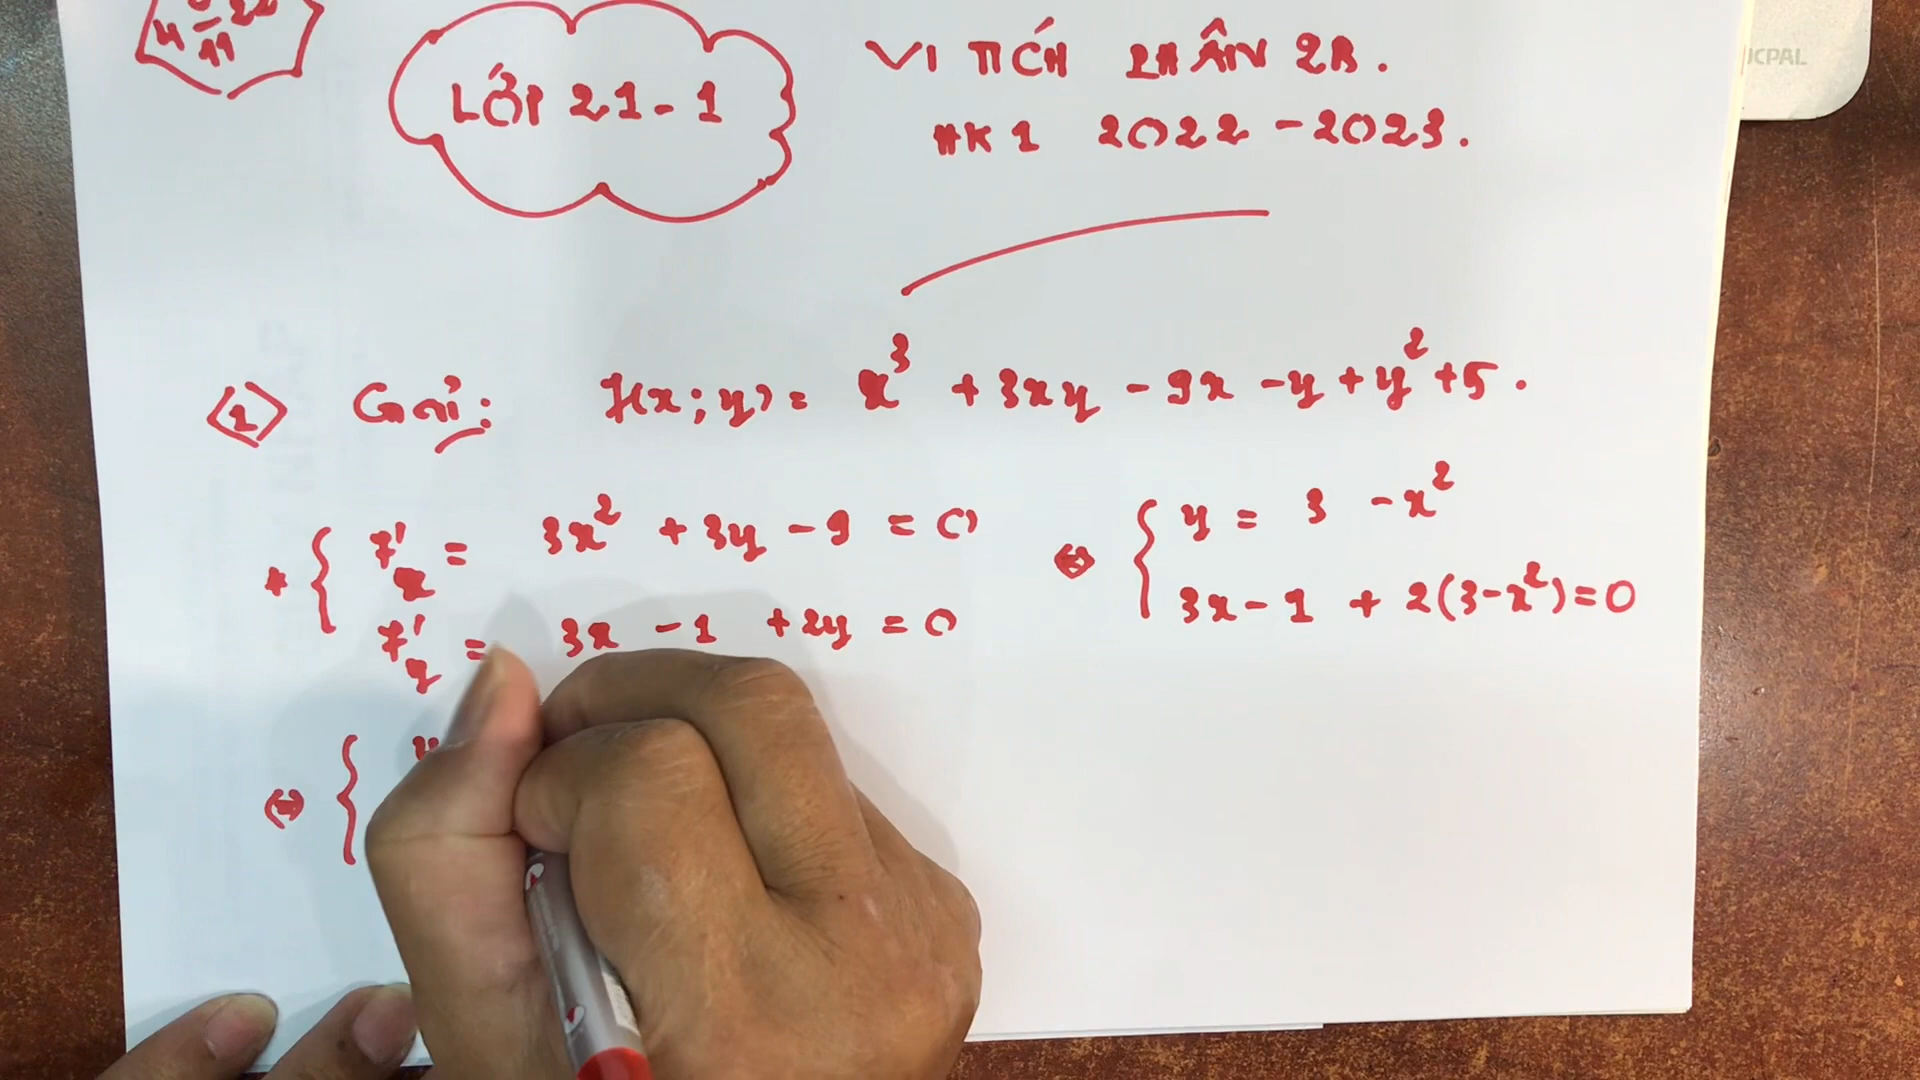 LỚP 21-1
VI TÍCH PHÂN 2B.
HK1 2022-2023.
Giải: f(x;y) = x³ + 3xy - 9x - y + y² + 5.
* { f'x = 3x² + 3y - 9 = 0
f'y = 3x - 1 + 2y = 0
⇔ { y = 3 - x²
3x - 1 + 2(3-x²) = 0
⇔ { y
JCPAL